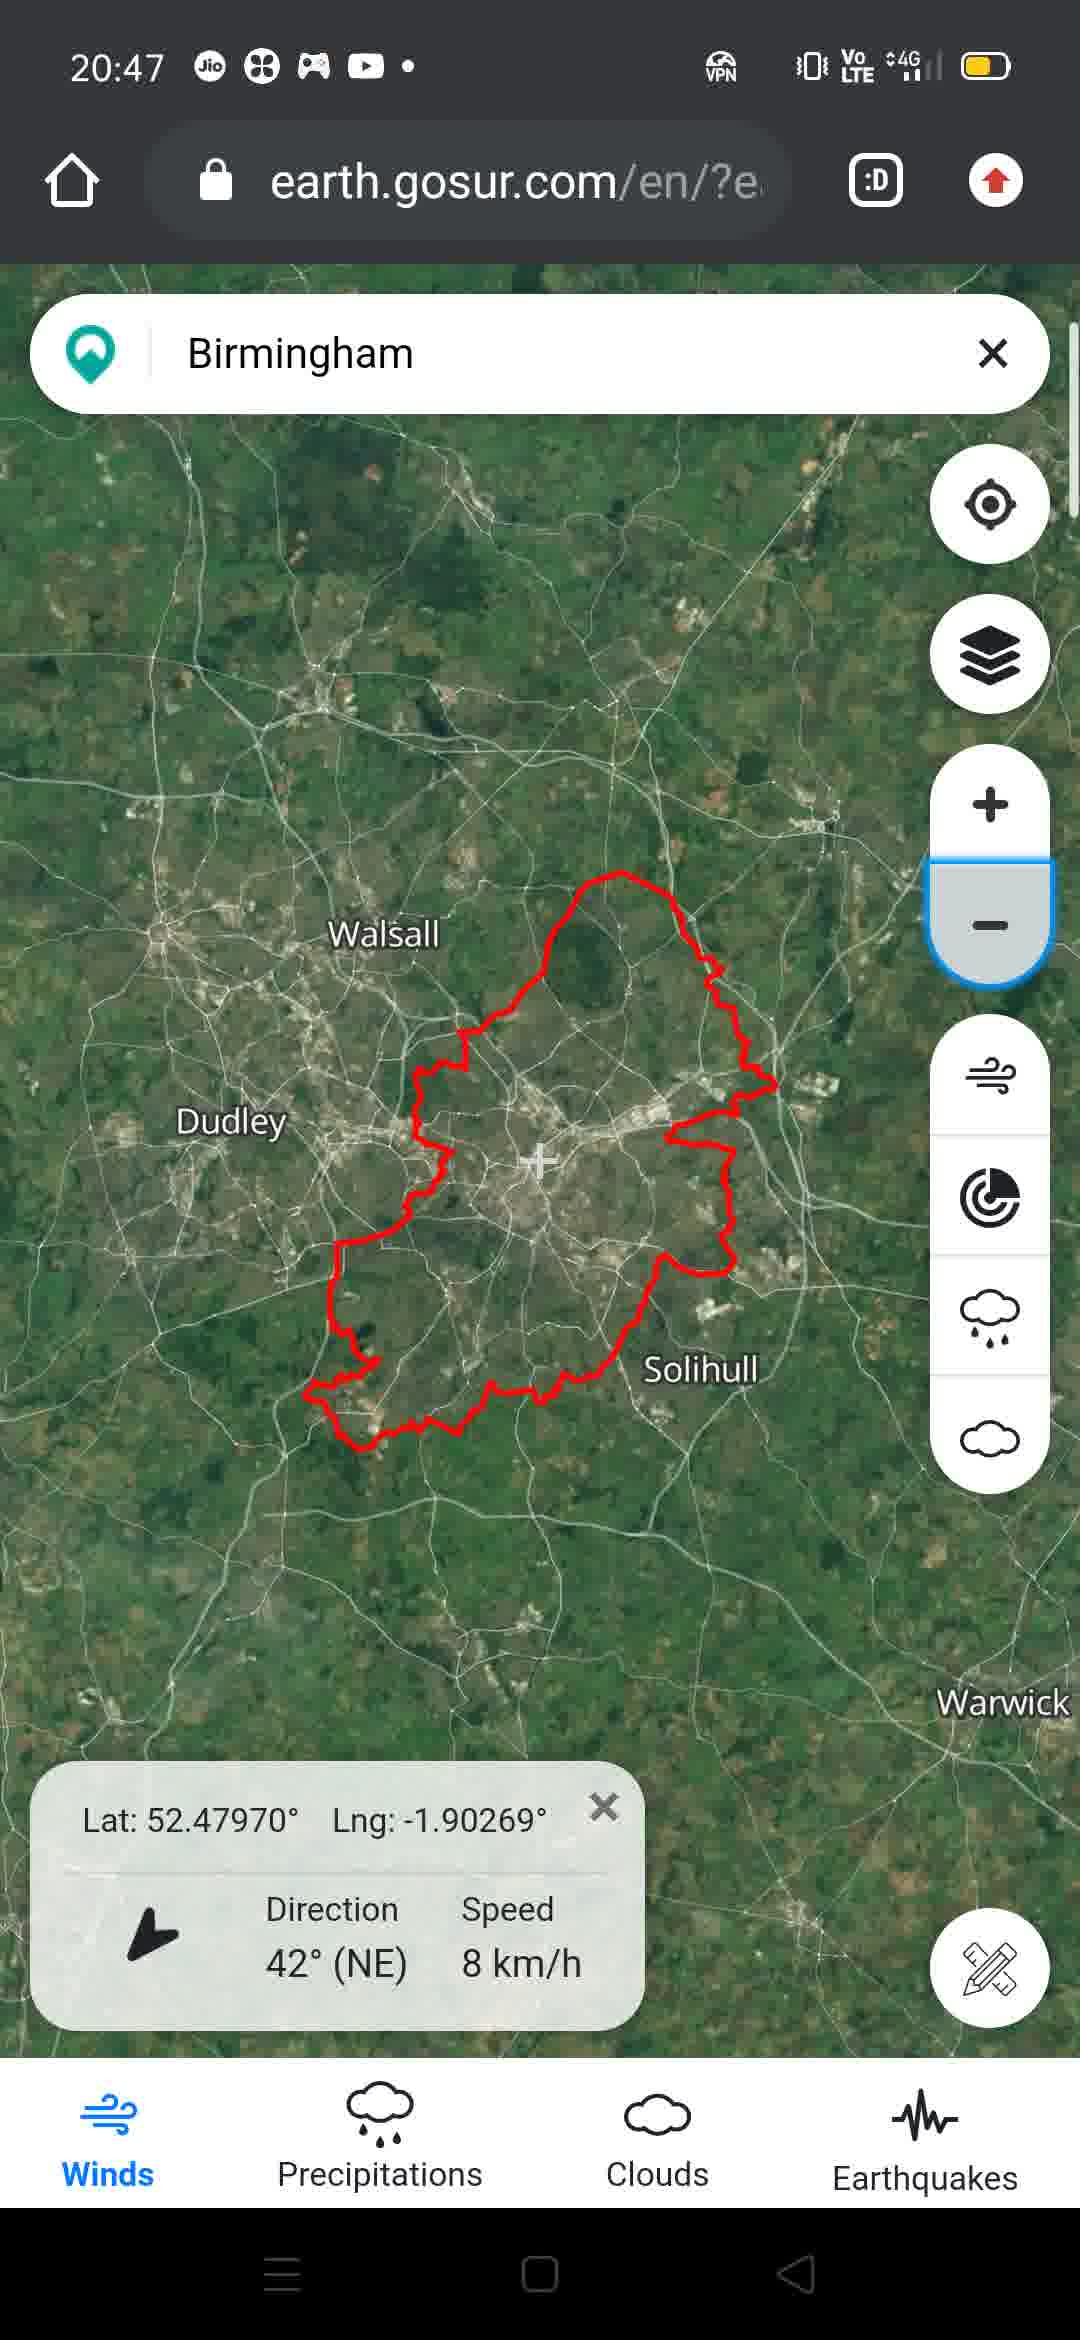 20:47
Jio
VPN
Vo
LTE
4G
earth.gosur.com/en/?e
:D
Birmingham
Walsall
Dudley
Solihull
Warwick
Lat: 52.47970° Lng: -1.90269°
Direction Speed
42° (NE) 8 km/h
Winds Precipitations Clouds Earthquakes